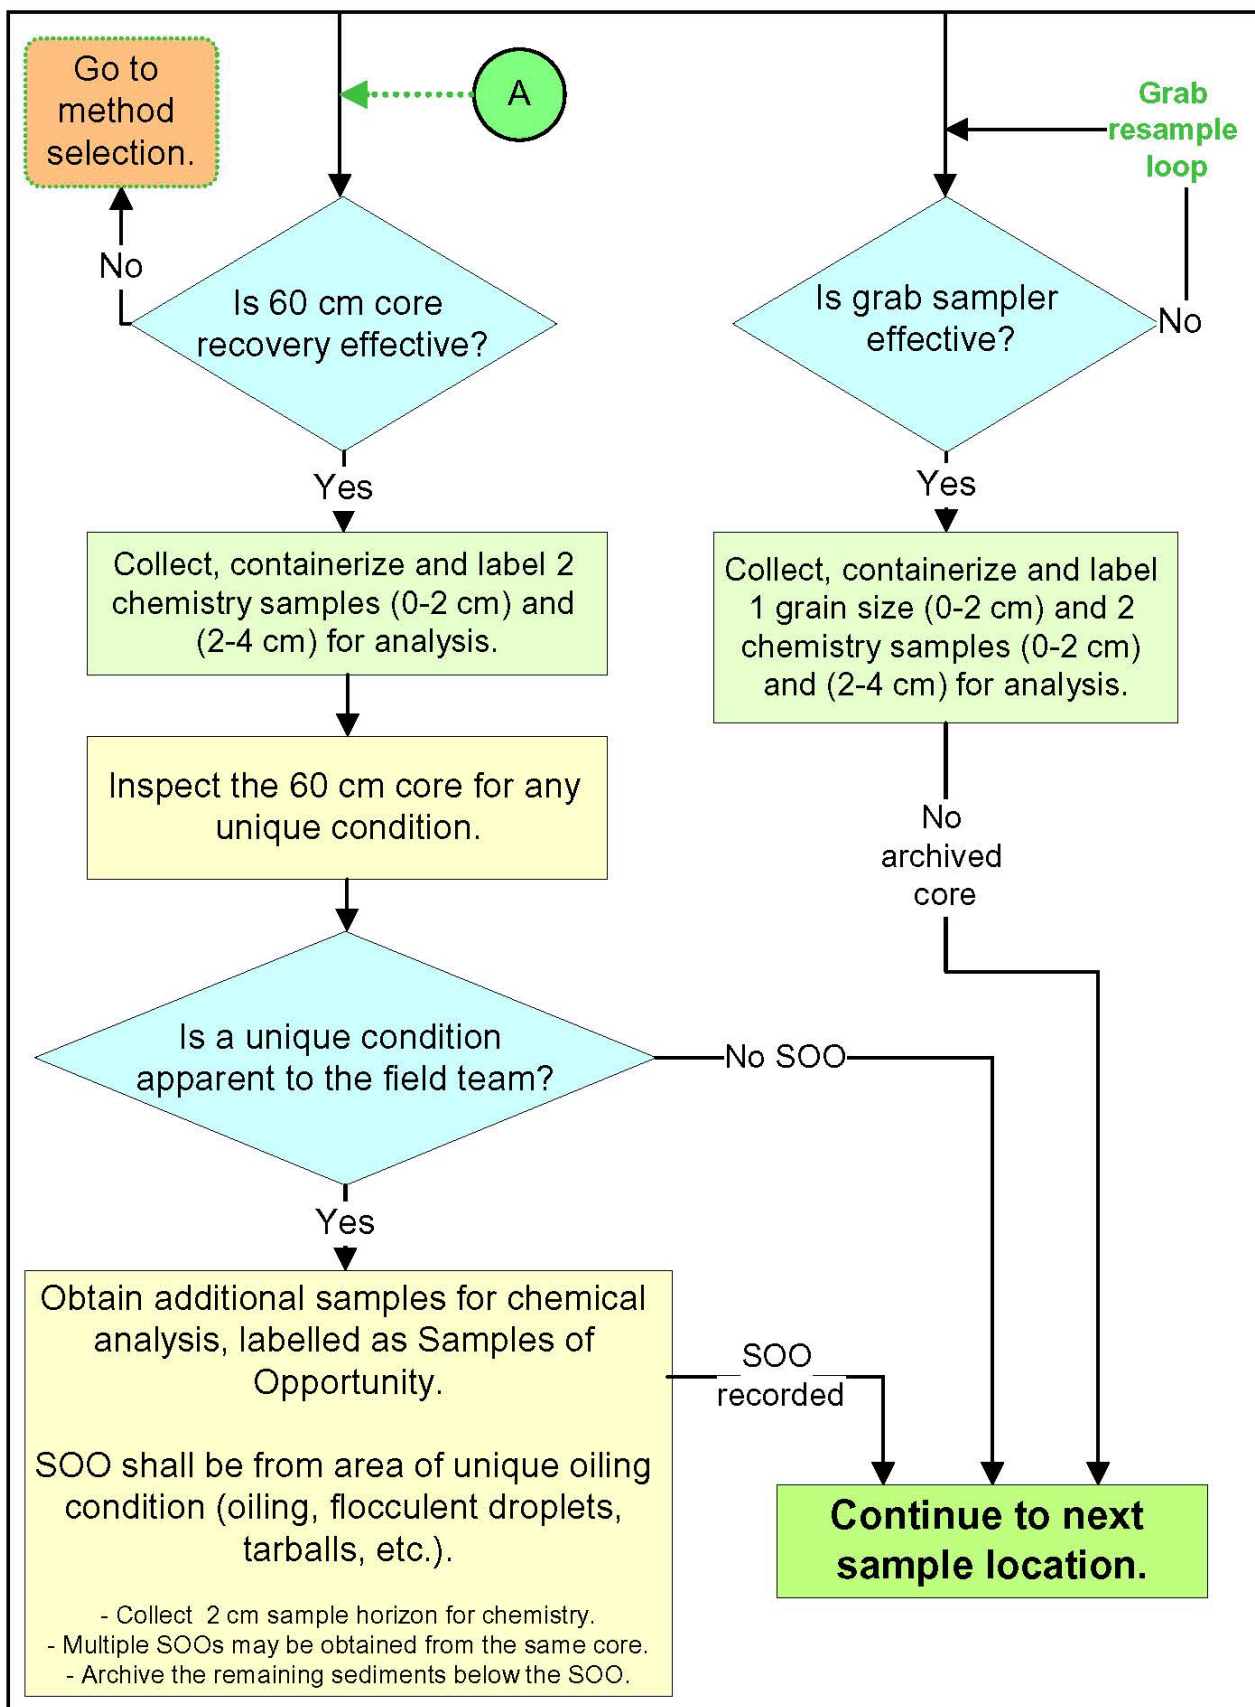 Go to
method
selection.
A
Grab
resample
loop
No
Is 60 cm core
recovery effective?
Is grab sampler
effective?
No
Yes
Yes
Collect, containerize and label 2
chemistry samples (0-2 cm) and
(2-4 cm) for analysis.
Collect, containerize and label
1 grain size (0-2 cm) and 2
chemistry samples (0-2 cm)
and (2-4 cm) for analysis.
Inspect the 60 cm core for any
unique condition.
No
archived
core
Is a unique condition
apparent to the field team?
No SOO
Yes
Obtain additional samples for chemical
analysis, labelled as Samples of
Opportunity.
SOO shall be from area of unique oiling
condition (oiling, flocculent droplets,
tarballs, etc.).
- Collect  2 cm sample horizon for chemistry.
- Multiple SOOs may be obtained from the same core.
- Archive the remaining sediments below the SOO.
SOO
recorded
Continue to next
sample location.